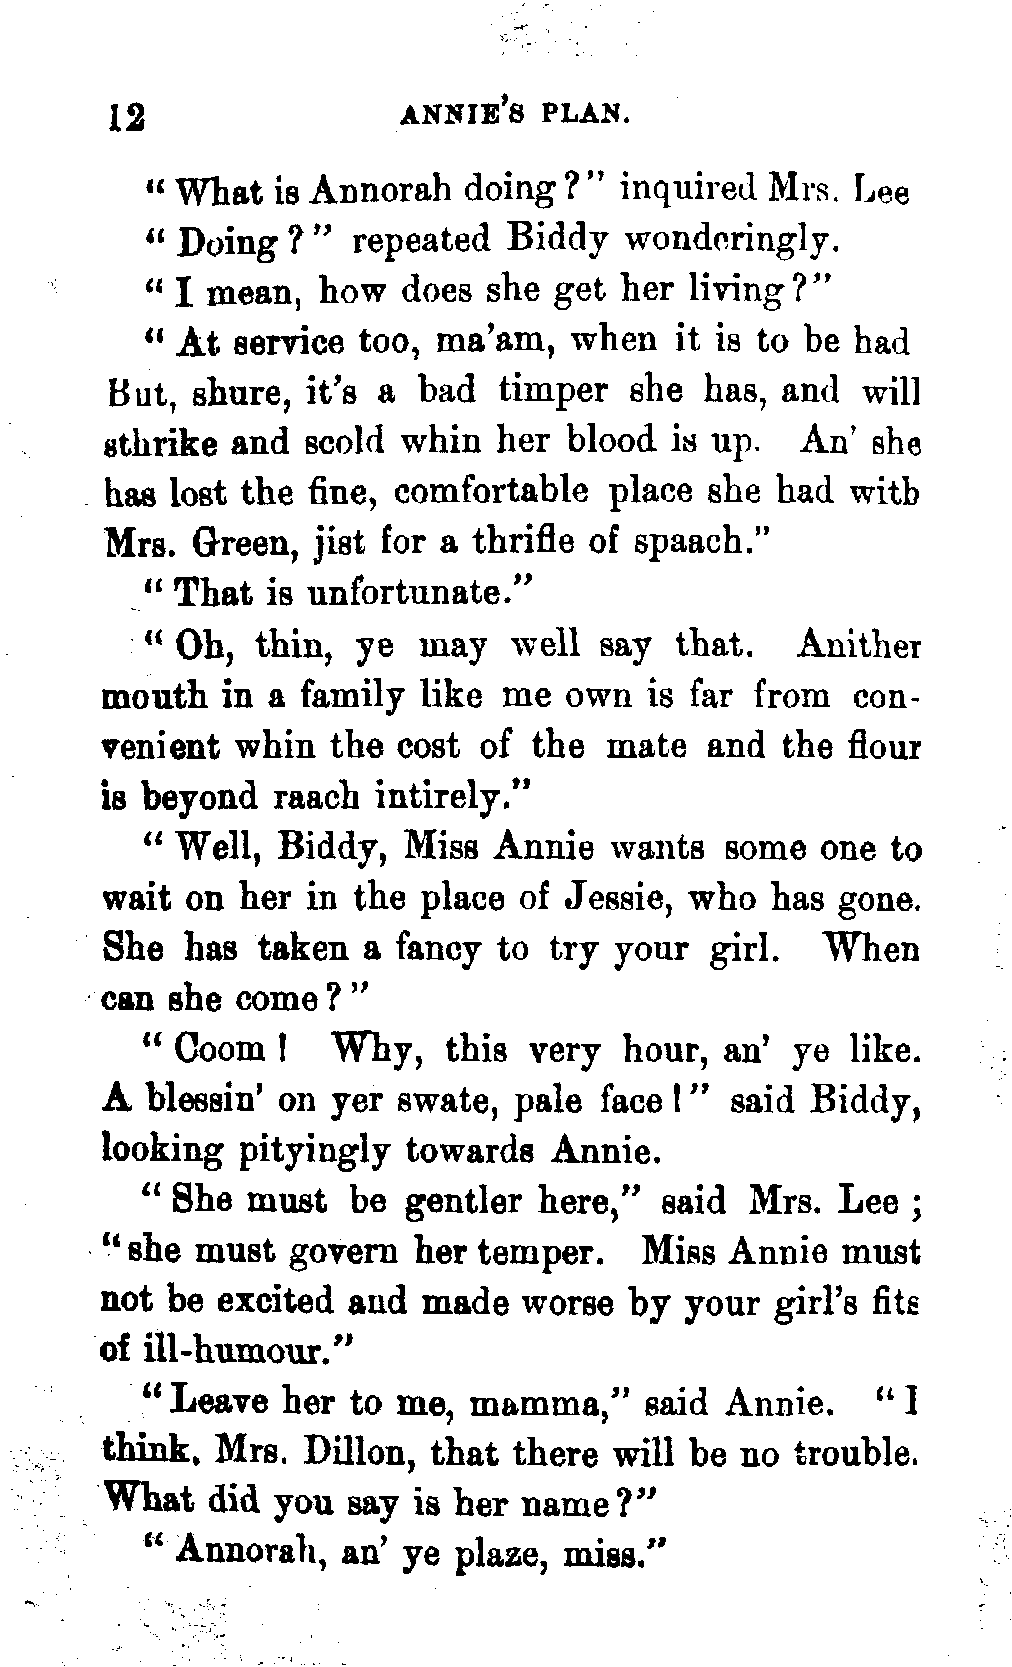 12 ANNIE'S PLAN.
"What is Annorah doing?" inquired Mrs. Lee
"Doing?" repeated Biddy wonderingly.
"I mean, how does she get her living?"
"At service too, ma'am, when it is to be had
But, shure, it's a bad timper she has, and will
sthrike and scold whin her blood is up. An' she
has lost the fine, comfortable place she had with
Mrs. Green, jist for a thrifle of spaach."
"That is unfortunate."
"Oh, thin, ye may well say that. Anither
mouth in a family like me own is far from con-
venient whin the cost of the mate and the flour
is beyond raach intirely."
"Well, Biddy, Miss Annie wants some one to
wait on her in the place of Jessie, who has gone.
She has taken a fancy to try your girl. When
can she come?"
"Coom! Why, this very hour, an' ye like.
A blessin' on yer swate, pale face!" said Biddy,
looking pityingly towards Annie.
"She must be gentler here," said Mrs. Lee;
"she must govern her temper. Miss Annie must
not be excited and made worse by your girl's fits
of ill-humour."
"Leave her to me, mamma," said Annie. "I
think, Mrs. Dillon, that there will be no trouble.
What did you say is her name?"
"Annorah, an' ye plaze, miss."